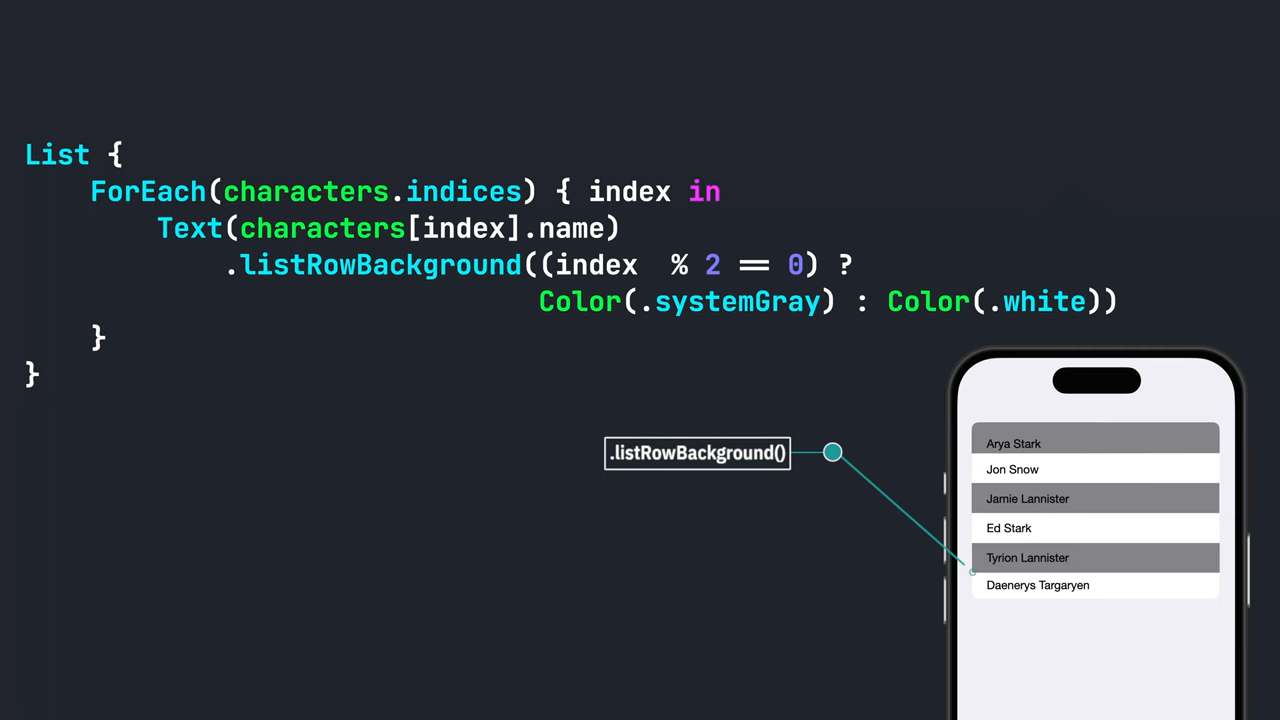 List {
ForEach(characters.indices) { index in
Text(characters[index].name)
.listRowBackground((index  % 2 == 0) ?
Color(.systemGray) : Color(.white))
}
}
.listRowBackground()
Arya Stark
Jon Snow
Jamie Lannister
Ed Stark
Tyrion Lannister
Daenerys Targaryen